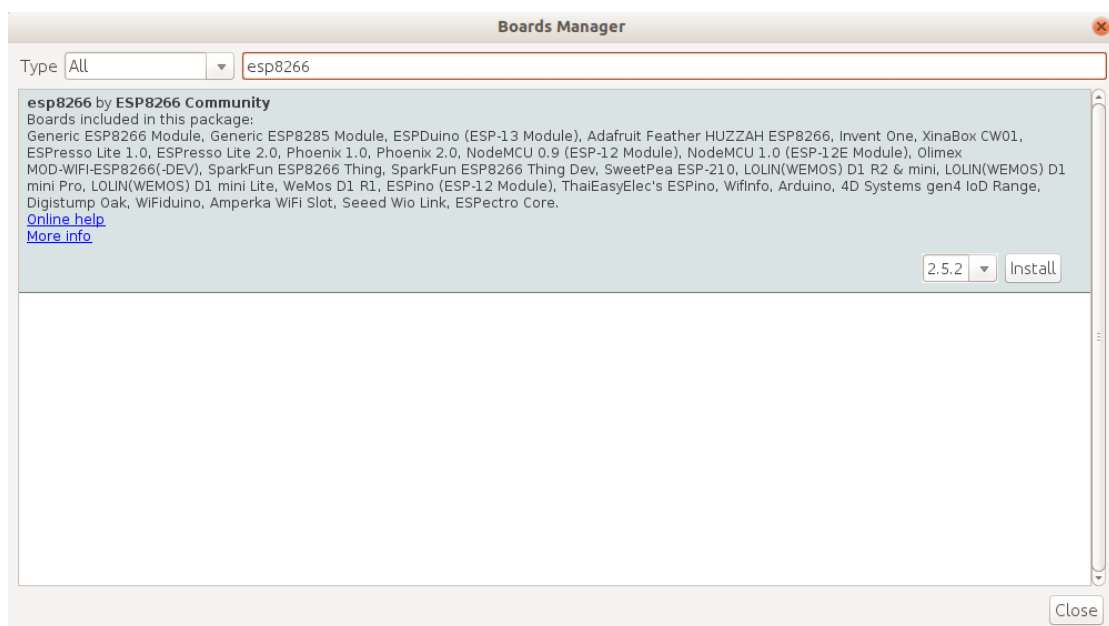 Boards Manager
Type All esp8266
esp8266 by ESP8266 Community
Boards included in this package:
Generic ESP8266 Module, Generic ESP8285 Module, ESPDuino (ESP-13 Module), Adafruit Feather HUZZAH ESP8266, Invent One, XinaBox CW01,
ESPresso Lite 1.0, ESPresso Lite 2.0, Phoenix 1.0, Phoenix 2.0, NodeMCU 0.9 (ESP-12 Module), NodeMCU 1.0 (ESP-12E Module), Olimex
MOD-WIFI-ESP8266(-DEV), SparkFun ESP8266 Thing, SparkFun ESP8266 Thing Dev, SweetPea ESP-210, LOLIN(WEMOS) D1 R2 & mini, LOLIN(WEMOS) D1
mini Pro, LOLIN(WEMOS) D1 mini Lite, WeMos D1 R1, ESPino (ESP-12 Module), ThaiEasyElec's ESPino, WifInfo, Arduino, 4D Systems gen4 IoD Range,
Digistump Oak, WiFiduino, Amperka WiFi Slot, Seeed Wio Link, ESPectro Core.
Online help
More info
2.5.2 Install
Close